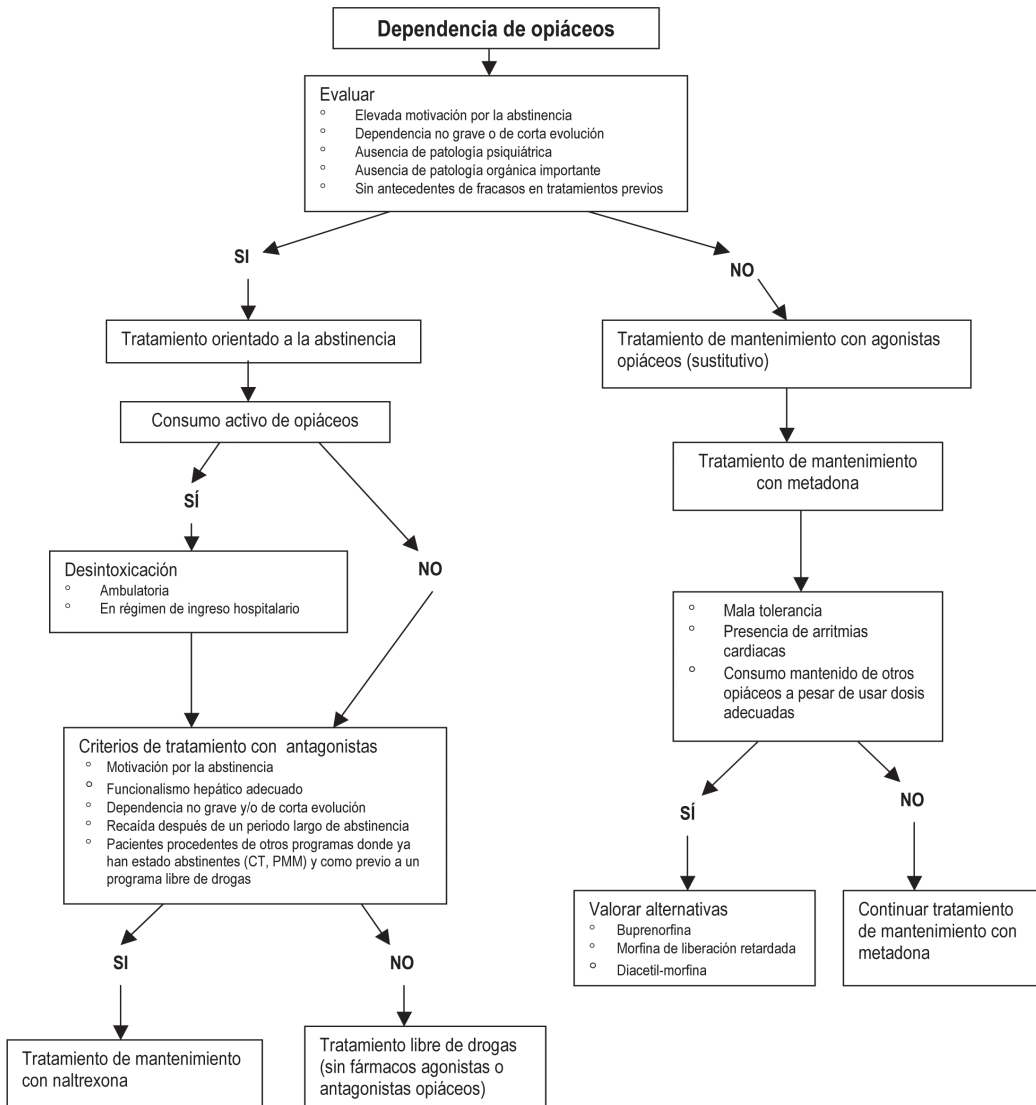 Dependencia de opiáceos
Evaluar
° Elevada motivación por la abstinencia
° Dependencia no grave o de corta evolución
° Ausencia de patología psiquiátrica
° Ausencia de patología orgánica importante
° Sin antecedentes de fracasos en tratamientos previos
SI
NO
Tratamiento orientado a la abstinencia
Tratamiento de mantenimiento con agonistas
opiáceos (sustitutivo)
Consumo activo de opiáceos
Tratamiento de mantenimiento
con metadona
SÍ
NO
Desintoxicación
° Ambulatoria
° En régimen de ingreso hospitalario
° Mala tolerancia
° Presencia de arritmias
cardiacas
° Consumo mantenido de otros
opiáceos a pesar de usar dosis
adecuadas
Criterios de tratamiento con antagonistas
° Motivación por la abstinencia
° Funcionalismo hepático adecuado
° Dependencia no grave y/o de corta evolución
° Recaída después de un periodo largo de abstinencia
° Pacientes procedentes de otros programas donde ya
han estado abstinentes (CT, PMM) y como previo a un
programa libre de drogas
SÍ
NO
Valorar alternativas
° Buprenorfina
° Morfina de liberación retardada
° Diacetil-morfina
Continuar tratamiento
de mantenimiento con
metadona
SI
NO
Tratamiento de mantenimiento
con naltrexona
Tratamiento libre de drogas
(sin fármacos agonistas o
antagonistas opiáceos)